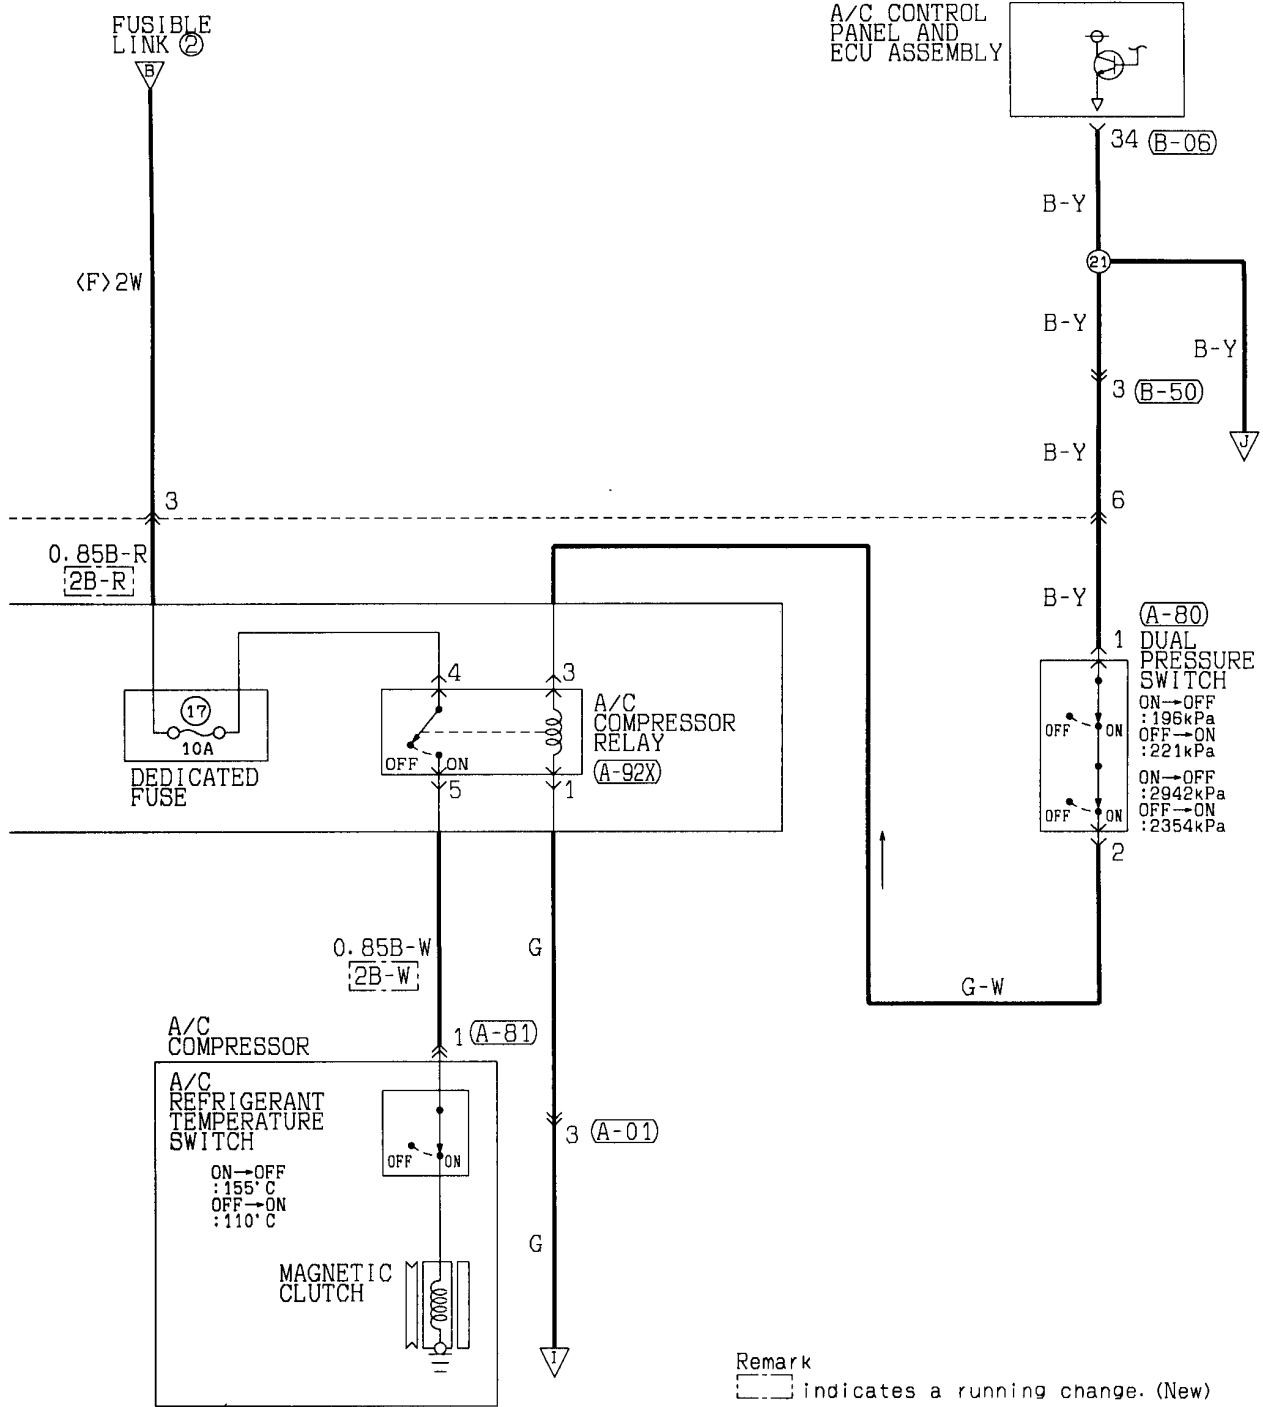 FUSIBLE
LINK ②
B
A/C CONTROL
PANEL AND
ECU ASSEMBLY
34 (B-06)
B-Y
21
<F>2W
B-Y
B-Y
3 (B-50)
J
B-Y
3
6
0.85B-R
2B-R
B-Y
(A-80)
1 DUAL
PRESSURE
SWITCH
ON→OFF
:196kPa
OFF→ON
:221kPa
ON→OFF
:2942kPa
OFF→ON
:2354kPa
OFF ON
OFF ON
2
4
3
17
10A
DEDICATED
FUSE
A/C
COMPRESSOR
RELAY
(A-92X)
OFF ON
5
1
0.85B-W
2B-W
G
G-W
A/C
COMPRESSOR
1 (A-81)
A/C
REFRIGERANT
TEMPERATURE
SWITCH
ON→OFF
:155°C
OFF→ON
:110°C
OFF ON
3 (A-01)
G
MAGNETIC
CLUTCH
I
Remark
indicates a running change. (New)